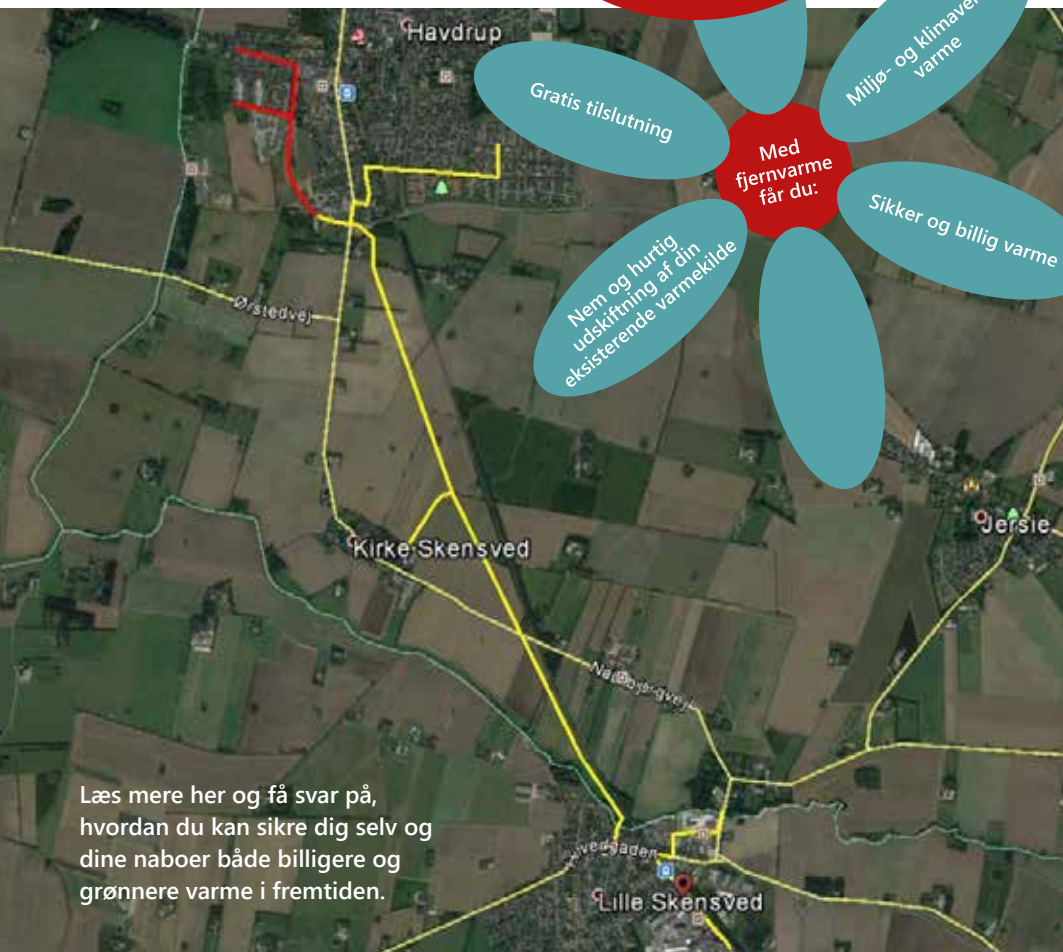 Havdrup
Miljø- og klimave
varme
Gratis tilslutning
Med
fjernvarme
får du:
Sikker og billig varme
Nem og hurtig
udskiftning af din
eksisterende varmekilde
Ørstedvej
Jersie
Kirke Skensved
Læs mere her og få svar på,
hvordan du kan sikre dig selv og
dine naboer både billigere og
grønnere varme i fremtiden.
Lille Skensved